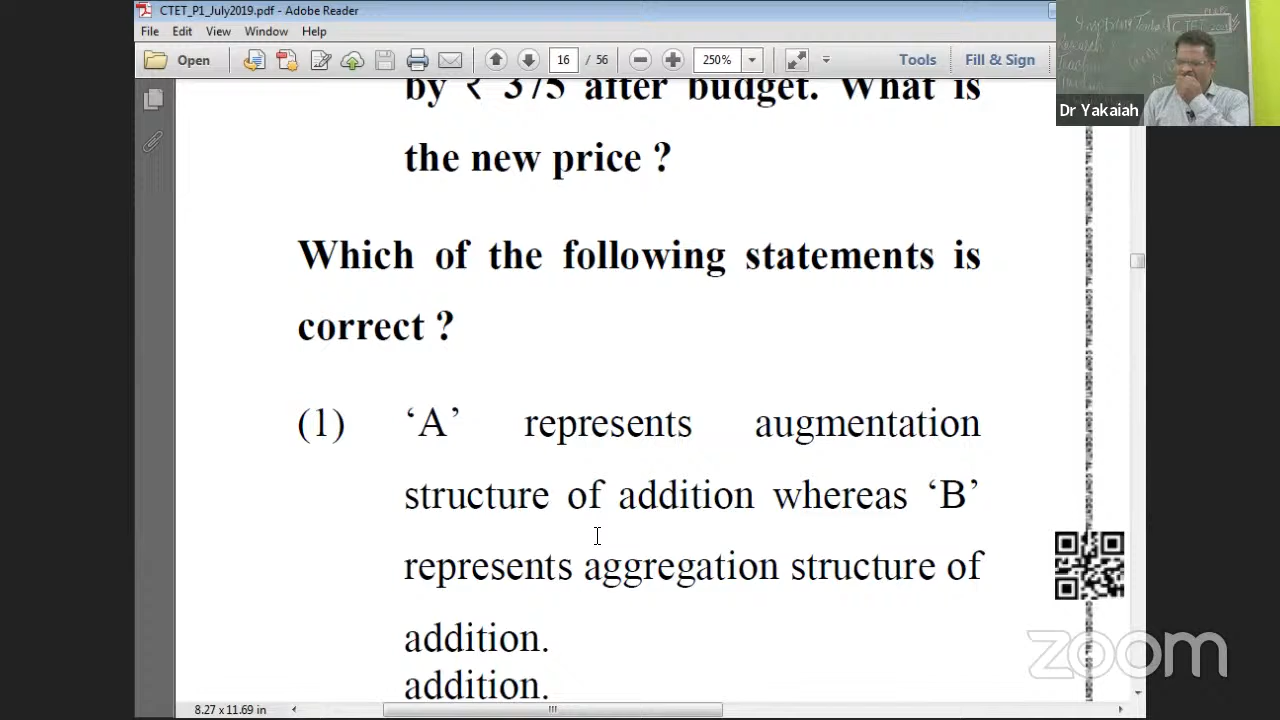 CTET_P1_July2019.pdf - Adobe Reader
File Edit View Window Help
Open 16 / 56 250% Tools Fill & Sign
CTET
Dr Yakaiah
by ₹ 375 after budget. What is
the new price ?
Which of the following statements is
correct ?
(1) ‘A’ represents augmentation
structure of addition whereas ‘B’
represents aggregation structure of
addition.
addition.
zoom
8.27 x 11.69 in